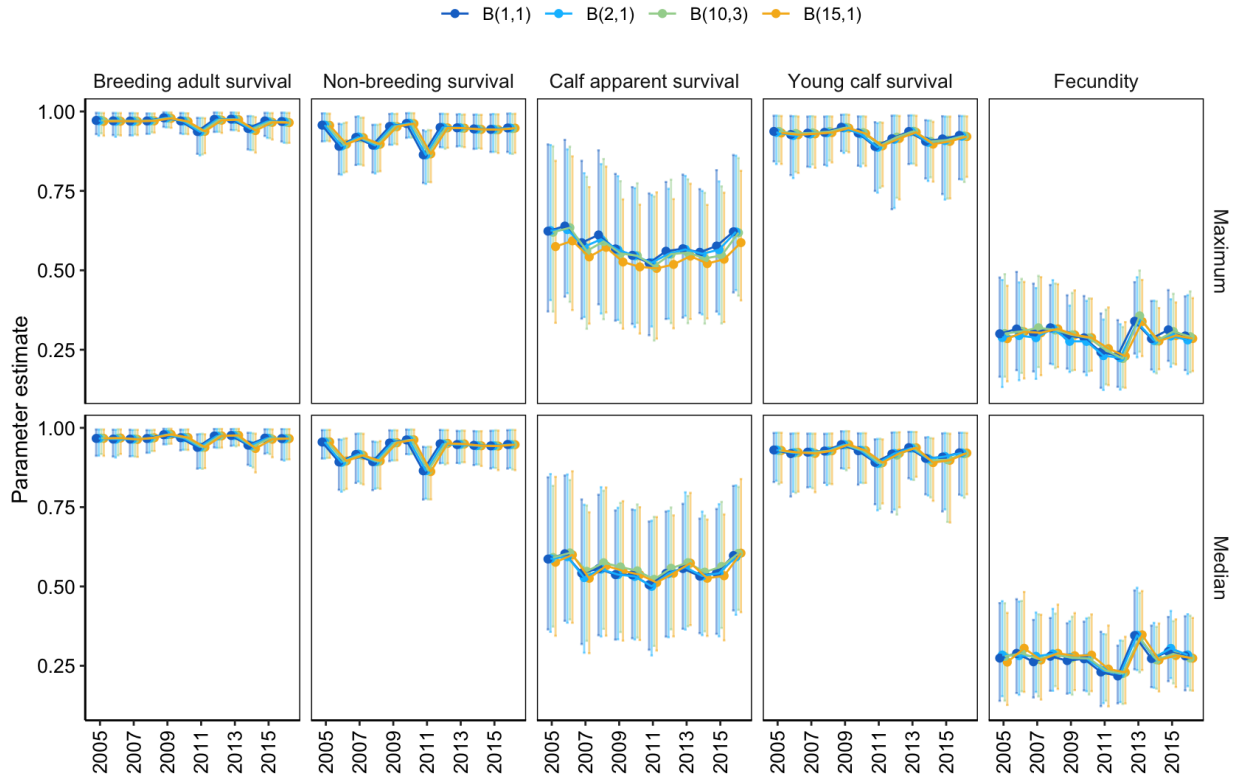 B(1,1) B(2,1) B(10,3) B(15,1)
Breeding adult survival Non-breeding survival Calf apparent survival Young calf survival Fecundity
1.00
0.75
0.50
0.25
Maximum
Parameter estimate
1.00
0.75
0.50
0.25
Median
2005 2007 2009 2011 2013 2015 2005 2007 2009 2011 2013 2015 2005 2007 2009 2011 2013 2015 2005 2007 2009 2011 2013 2015 2005 2007 2009 2011 2013 2015